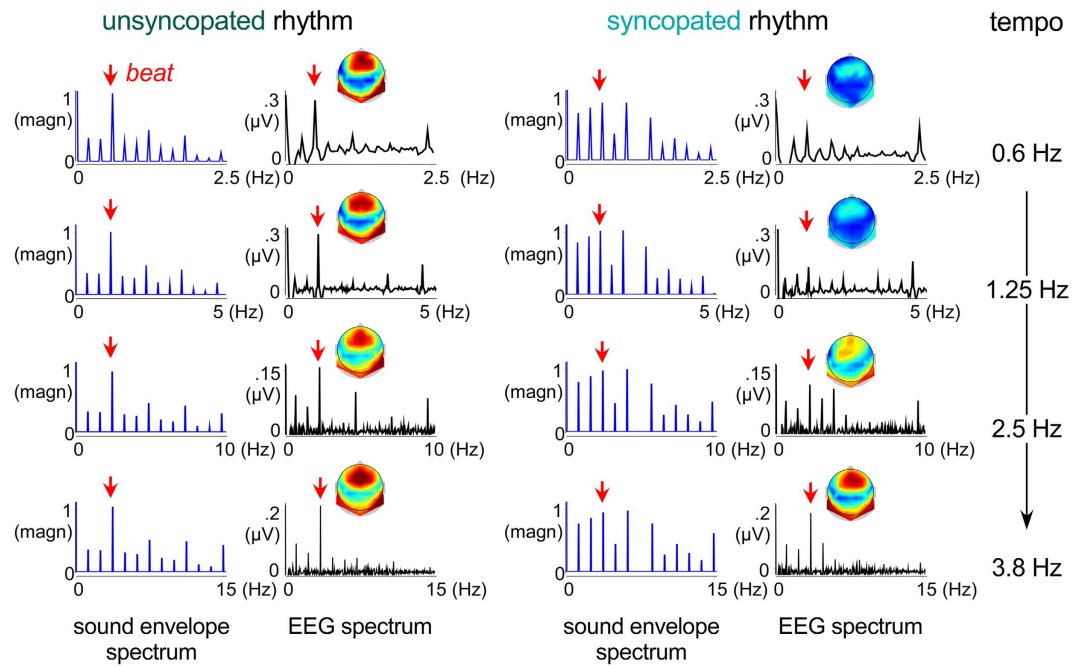 unsyncopated rhythm syncopated rhythm tempo
beat
1 (magn) 0 0 2.5 (Hz)
.3 (µV) 0 0 2.5 (Hz)
1 (magn) 0 0 2.5 (Hz)
.3 (µV) 0 0 2.5 (Hz)
0.6 Hz
1 (magn) 0 0 5 (Hz)
.3 (µV) 0 0 5 (Hz)
1 (magn) 0 0 5 (Hz)
.3 (µV) 0 0 5 (Hz)
1.25 Hz
1 (magn) 0 0 10 (Hz)
.15 (µV) 0 0 10 (Hz)
1 (magn) 0 0 10 (Hz)
.15 (µV) 0 0 10 (Hz)
2.5 Hz
1 (magn) 0 0 15 (Hz)
.2 (µV) 0 0 15 (Hz)
1 (magn) 0 0 15 (Hz)
.2 (µV) 0 0 15 (Hz)
3.8 Hz
sound envelope
spectrum
EEG spectrum
sound envelope
spectrum
EEG spectrum